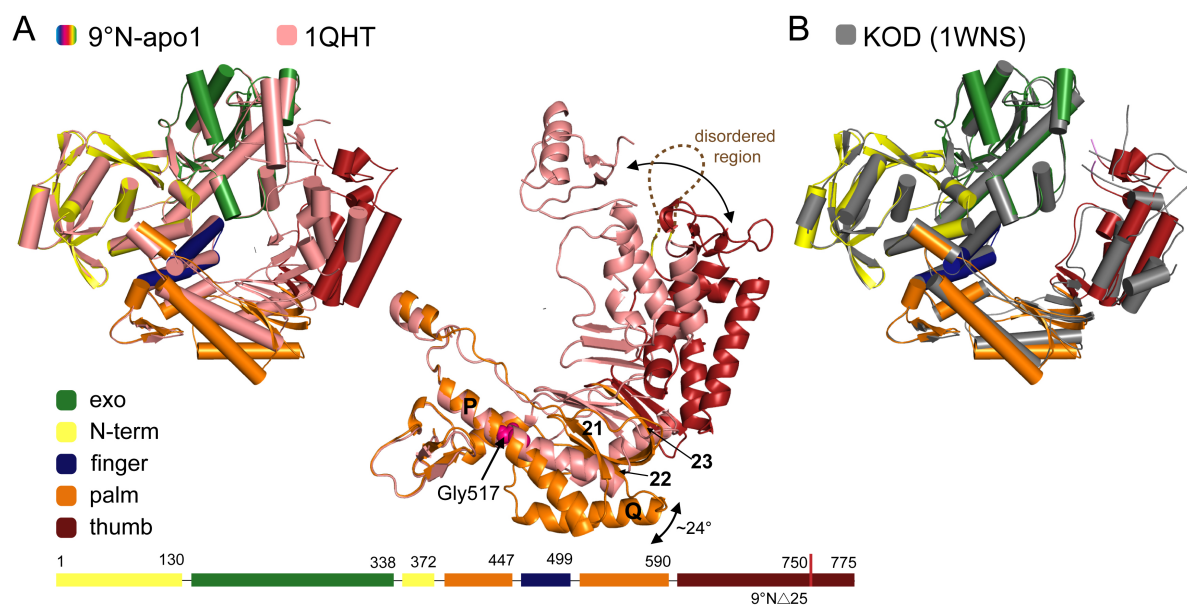 A
9°N-apo1
1QHT
B
KOD (1WNS)
disordered
region
P
21
23
22
Gly517
Q
~24°
exo
N-term
finger
palm
thumb
1 130 338 372 447 499 590 750 775
9°N△25